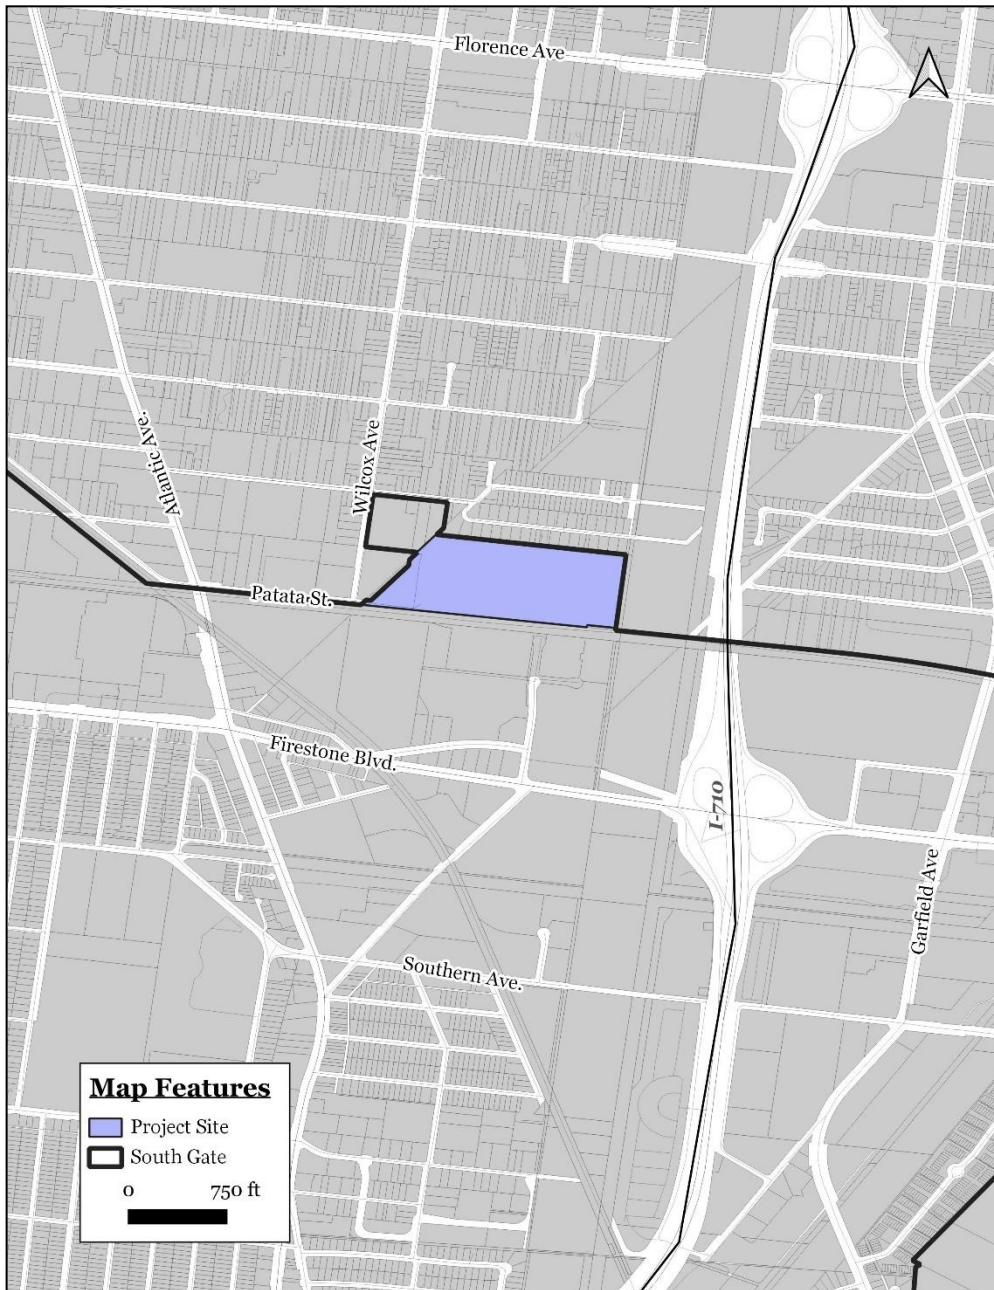 Florence Ave
Atlantic Ave.
Wilcox Ave
Patata St.
Firestone Blvd.
I-710
Garfield Ave
Southern Ave.
Map Features
Project Site
South Gate
0 750 ft